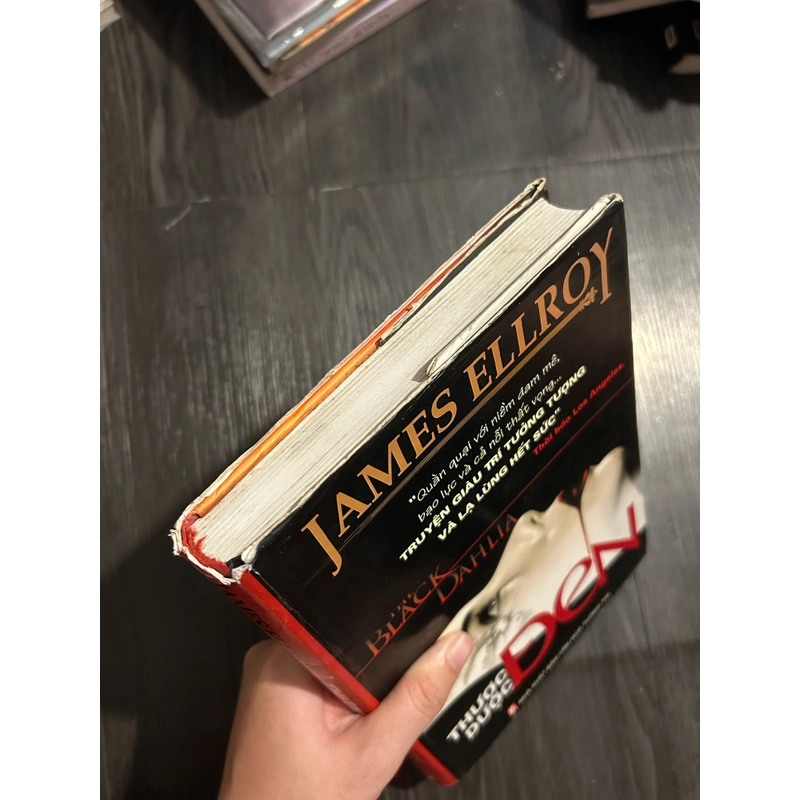 JAMES ELLROY
"Quằn quại với niềm đam mê,
bạo lực và cả nỗi thất vọng...
TRUYỆN GIÀU TRÍ TƯỞNG TƯỢNG
VÀ LẠ LÙNG HẾT SỨC"
Thời báo Los Angeles.
BLACK
DAHLIA
THƯỢC
DƯỢC
ĐEN